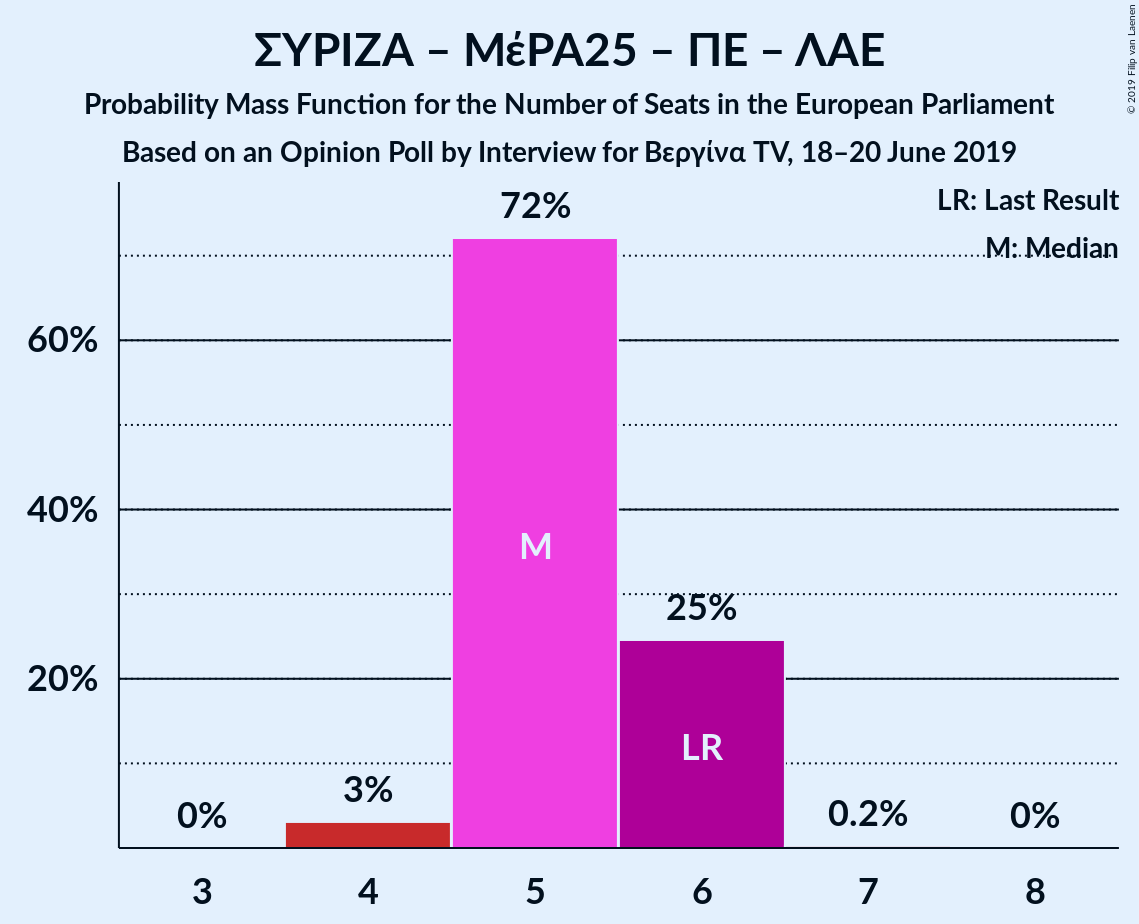 ΣΥΡΙΖΑ – ΜέΡΑ25 – ΠΕ – ΛΑΕ
Probability Mass Function for the Number of Seats in the European Parliament
Based on an Opinion Poll by Interview for Βεργίνα TV, 18–20 June 2019
© 2019 Filip van Laenen
LR: Last Result
M: Median
72%
60%
40%
20%
M
25%
LR
0%
3%
0.2%
0%
3
4
5
6
7
8